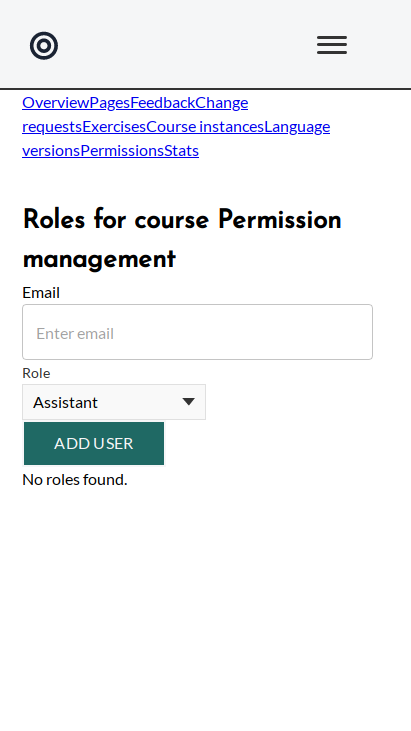 OverviewPagesFeedbackChange
requestsExercisesCourse instancesLanguage
versionsPermissionsStats
Roles for course Permission
management
Email
Enter email
Role
Assistant
ADD USER
No roles found.